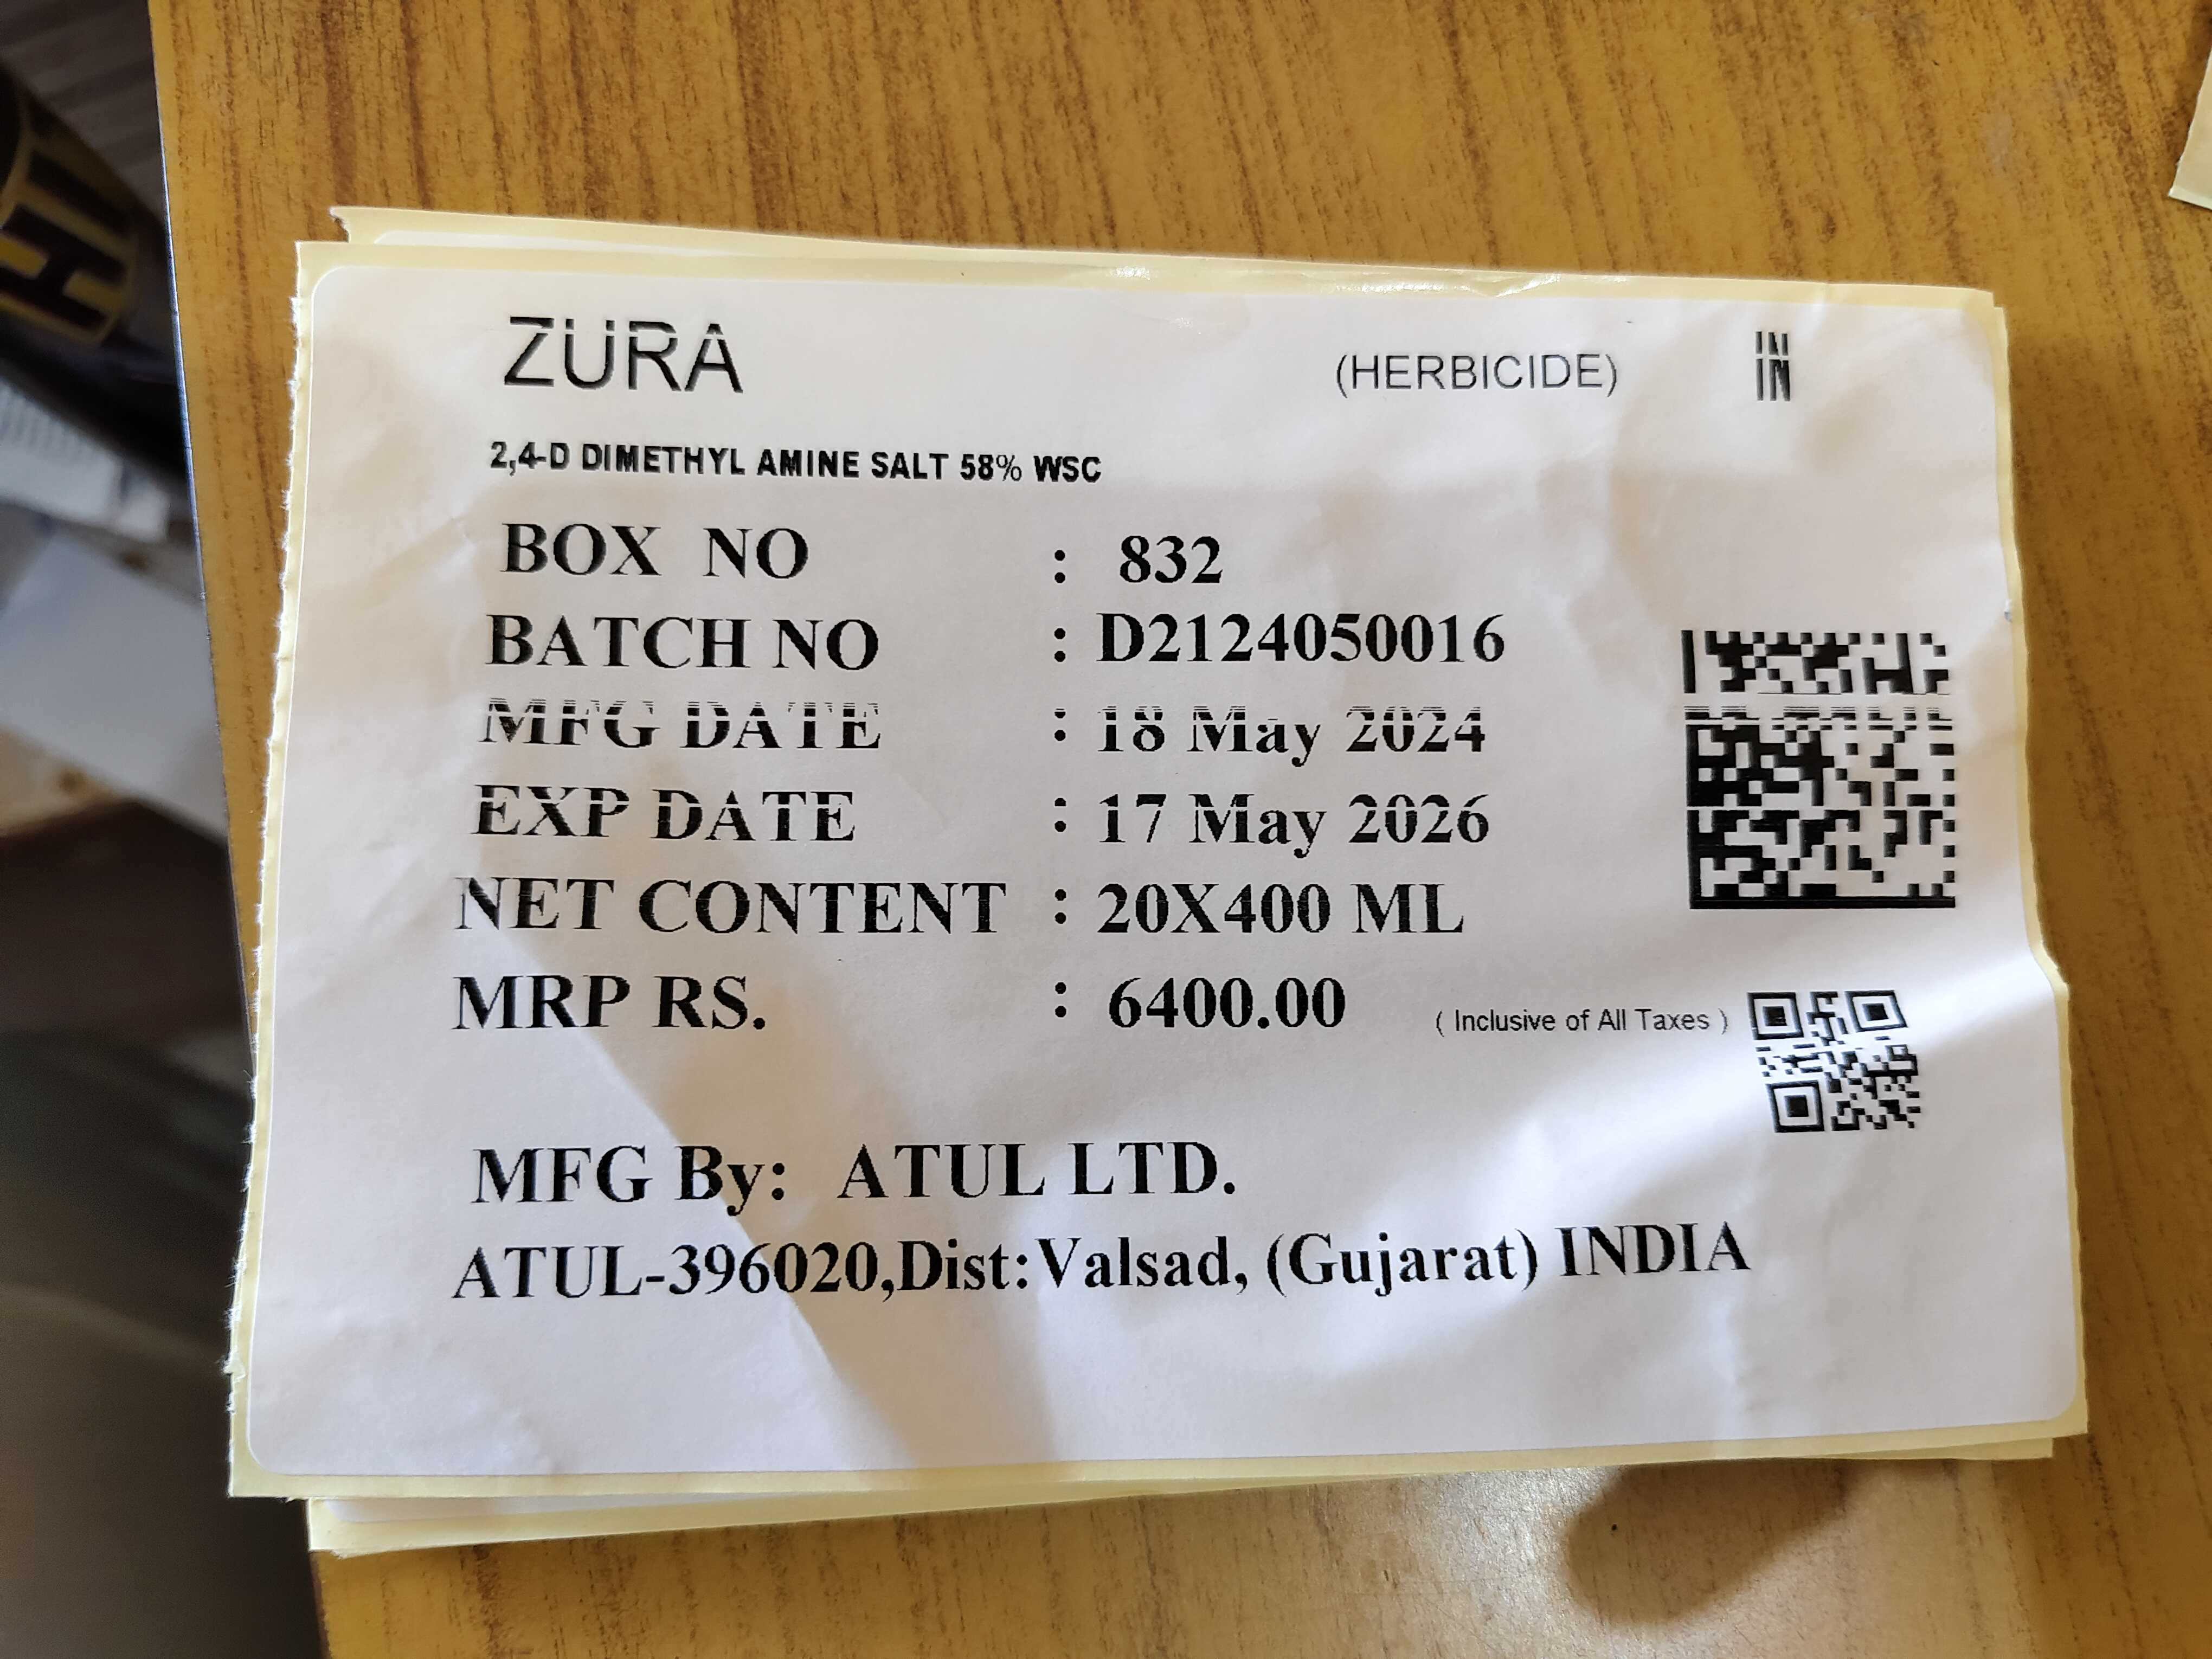 ZURA (HERBICIDE) IN
2,4-D DIMETHYL AMINE SALT 58% WSC
BOX NO : 832
BATCH NO : D2124050016
MFG DATE : 18 May 2024
EXP DATE : 17 May 2026
NET CONTENT : 20X400 ML
MRP RS. : 6400.00 ( Inclusive of All Taxes )
MFG By: ATUL LTD.
ATUL-396020,Dist:Valsad, (Gujarat) INDIA